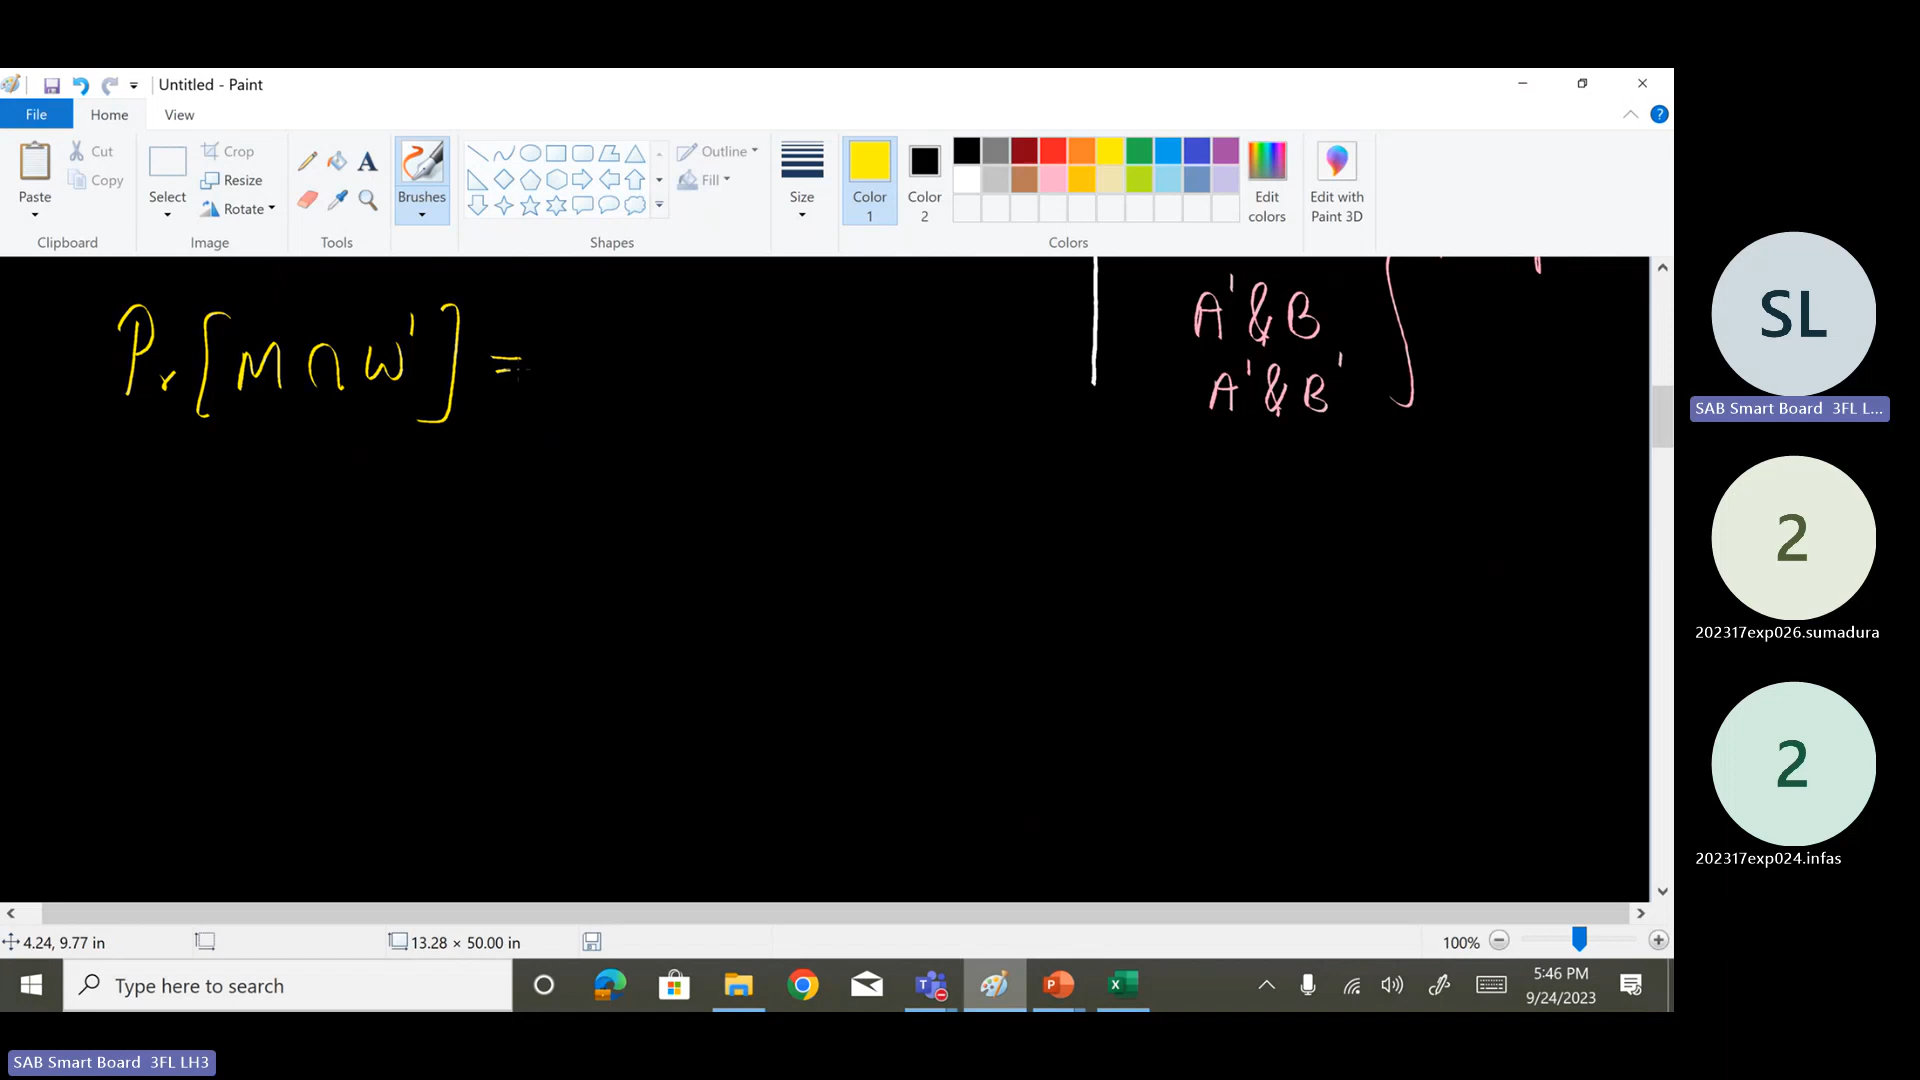 Untitled - Paint
File Home View
Paste
Cut
Copy
Clipboard
Select
Crop
Resize
Rotate
Image
Tools
Brushes
Shapes
Outline
Fill
Size
Color 1
Color 2
Edit colors
Edit with Paint 3D
Colors
Pr[M ∩ W'] =
A' & B
A' & B'
4.24, 9.77 in
13.28 × 50.00 in
100%
Type here to search
5:46 PM
9/24/2023
SL
SAB Smart Board 3FL L...
2
202317exp026.sumadura
2
202317exp024.infas
SAB Smart Board 3FL LH3